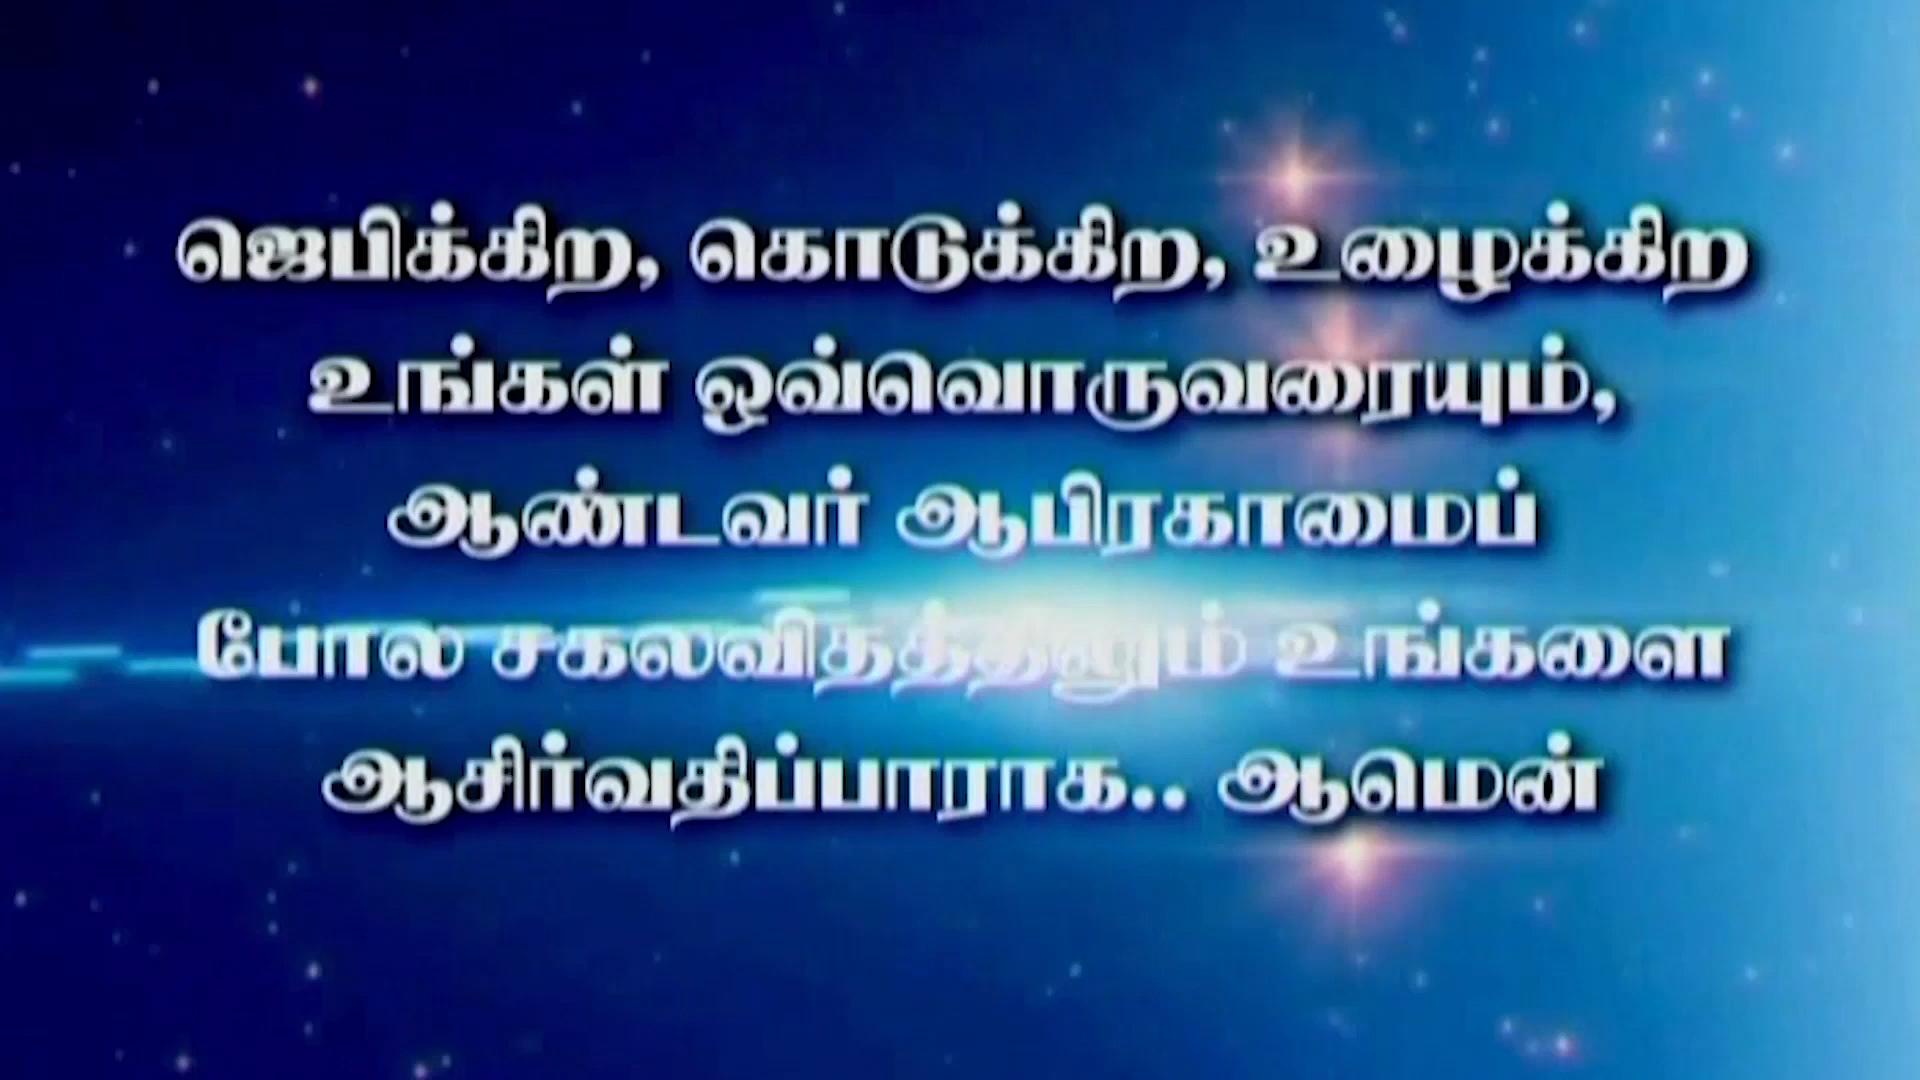 ஜெபிக்கிற, கொடுக்கிற, உழைக்கிற
உங்கள் ஒவ்வொருவரையும்,
ஆண்டவர் ஆபிரகாமைப்
போல சகலவிதத்திலும் உங்களை
ஆசிர்வதிப்பாராக.. ஆமென்